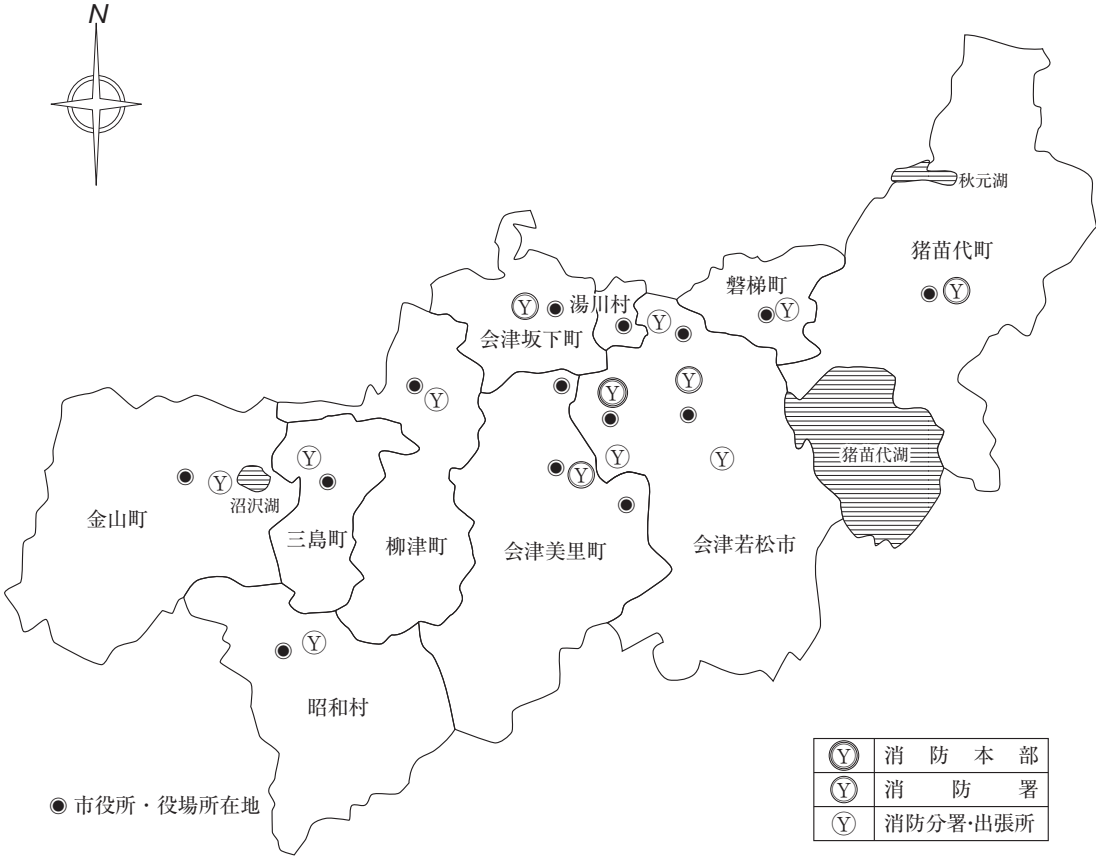 N
秋元湖
猪苗代町
Y
磐梯町
Y
湯川村
Y
Y
会津坂下町
Y
Y
Y
Y
猪苗代湖
Y
Y
Y
Y
Y
沼沢湖
金山町
三島町
柳津町
会津美里町
会津若松市
Y
昭和村
Y 消防本部
Y 消防署
Y 消防分署・出張所
市役所・役場所在地